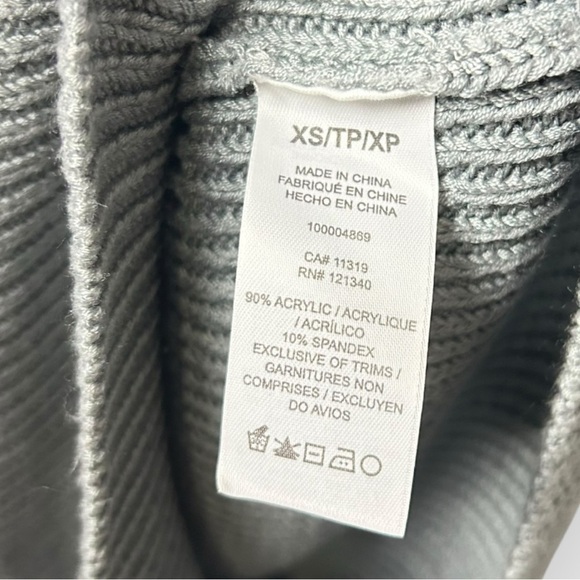 XS/TP/XP
MADE IN CHINA
FABRIQUÉ EN CHINE
HECHO EN CHINA
100004869
CA# 11319
RN# 121340
90% ACRYLIC / ACRYLIQUE
/ ACRÍLICO
10% SPANDEX
EXCLUSIVE OF TRIMS /
GARNITURES NON
COMPRISES / EXCLUYEN
DO AVIOS